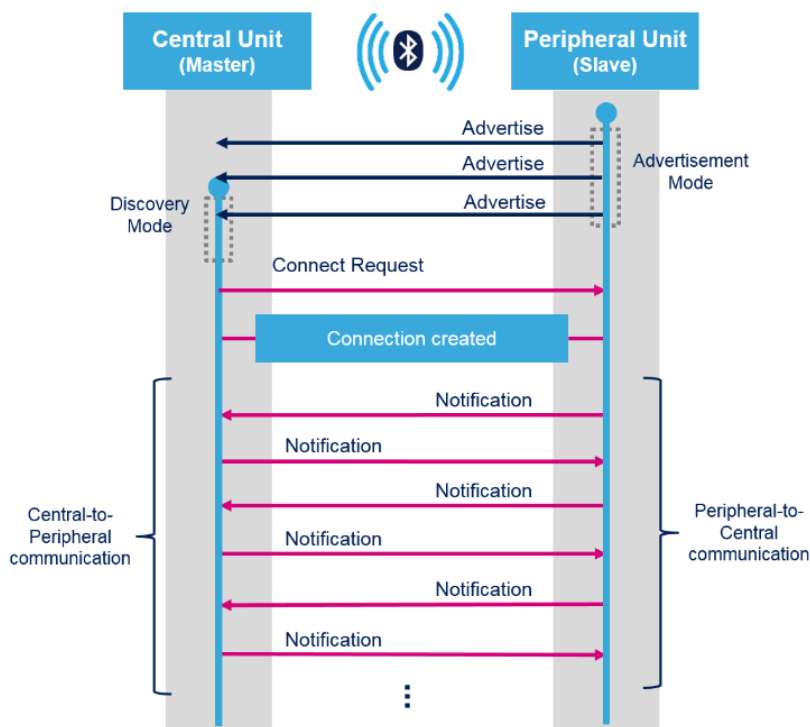 Central Unit
(Master)
Peripheral Unit
(Slave)
Advertise
Advertise
Advertisement
Mode
Advertise
Discovery
Mode
Connect Request
Connection created
Notification
Notification
Notification
Central-to-
Peripheral
communication
Peripheral-to-
Central
communication
Notification
Notification
Notification
...